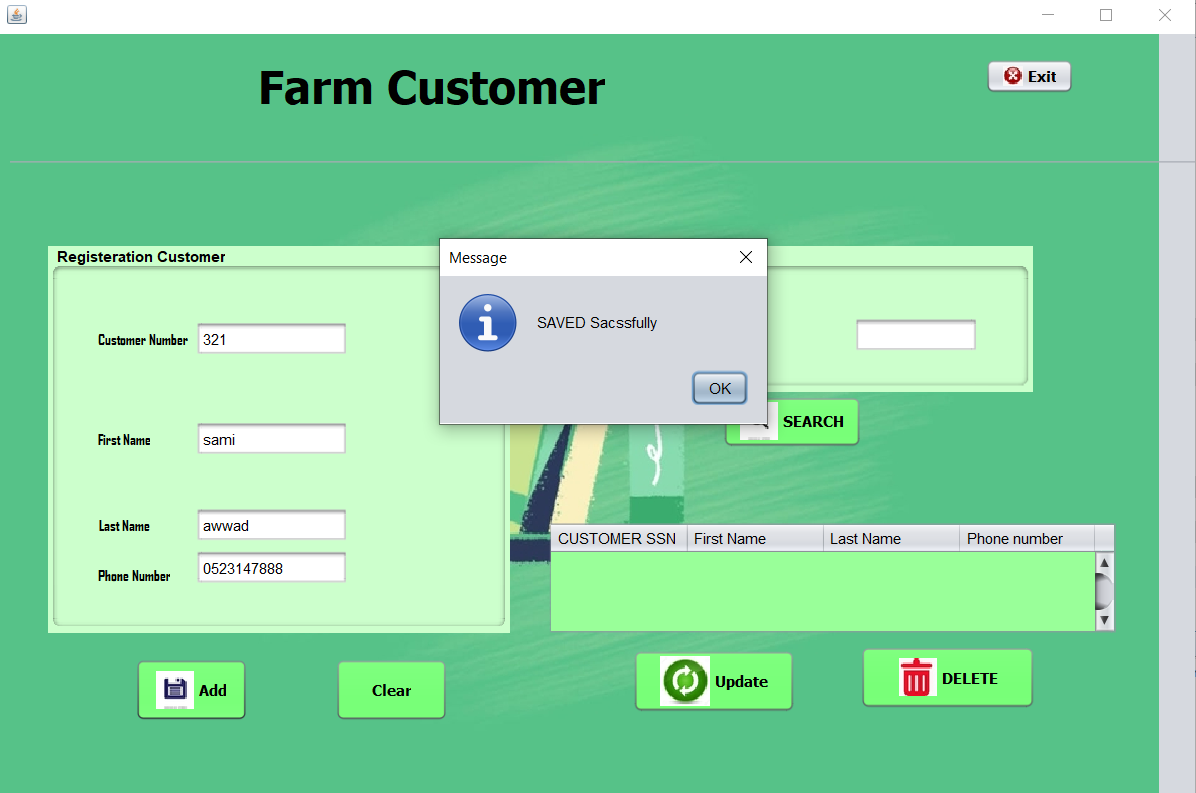 Farm Customer
Exit
Registeration Customer
Message
SAVED Sacssfully
OK
Customer Number 321
First Name sami
Last Name awwad
Phone Number 0523147888
SEARCH
CUSTOMER SSN First Name Last Name Phone number
Add
Clear
Update
DELETE